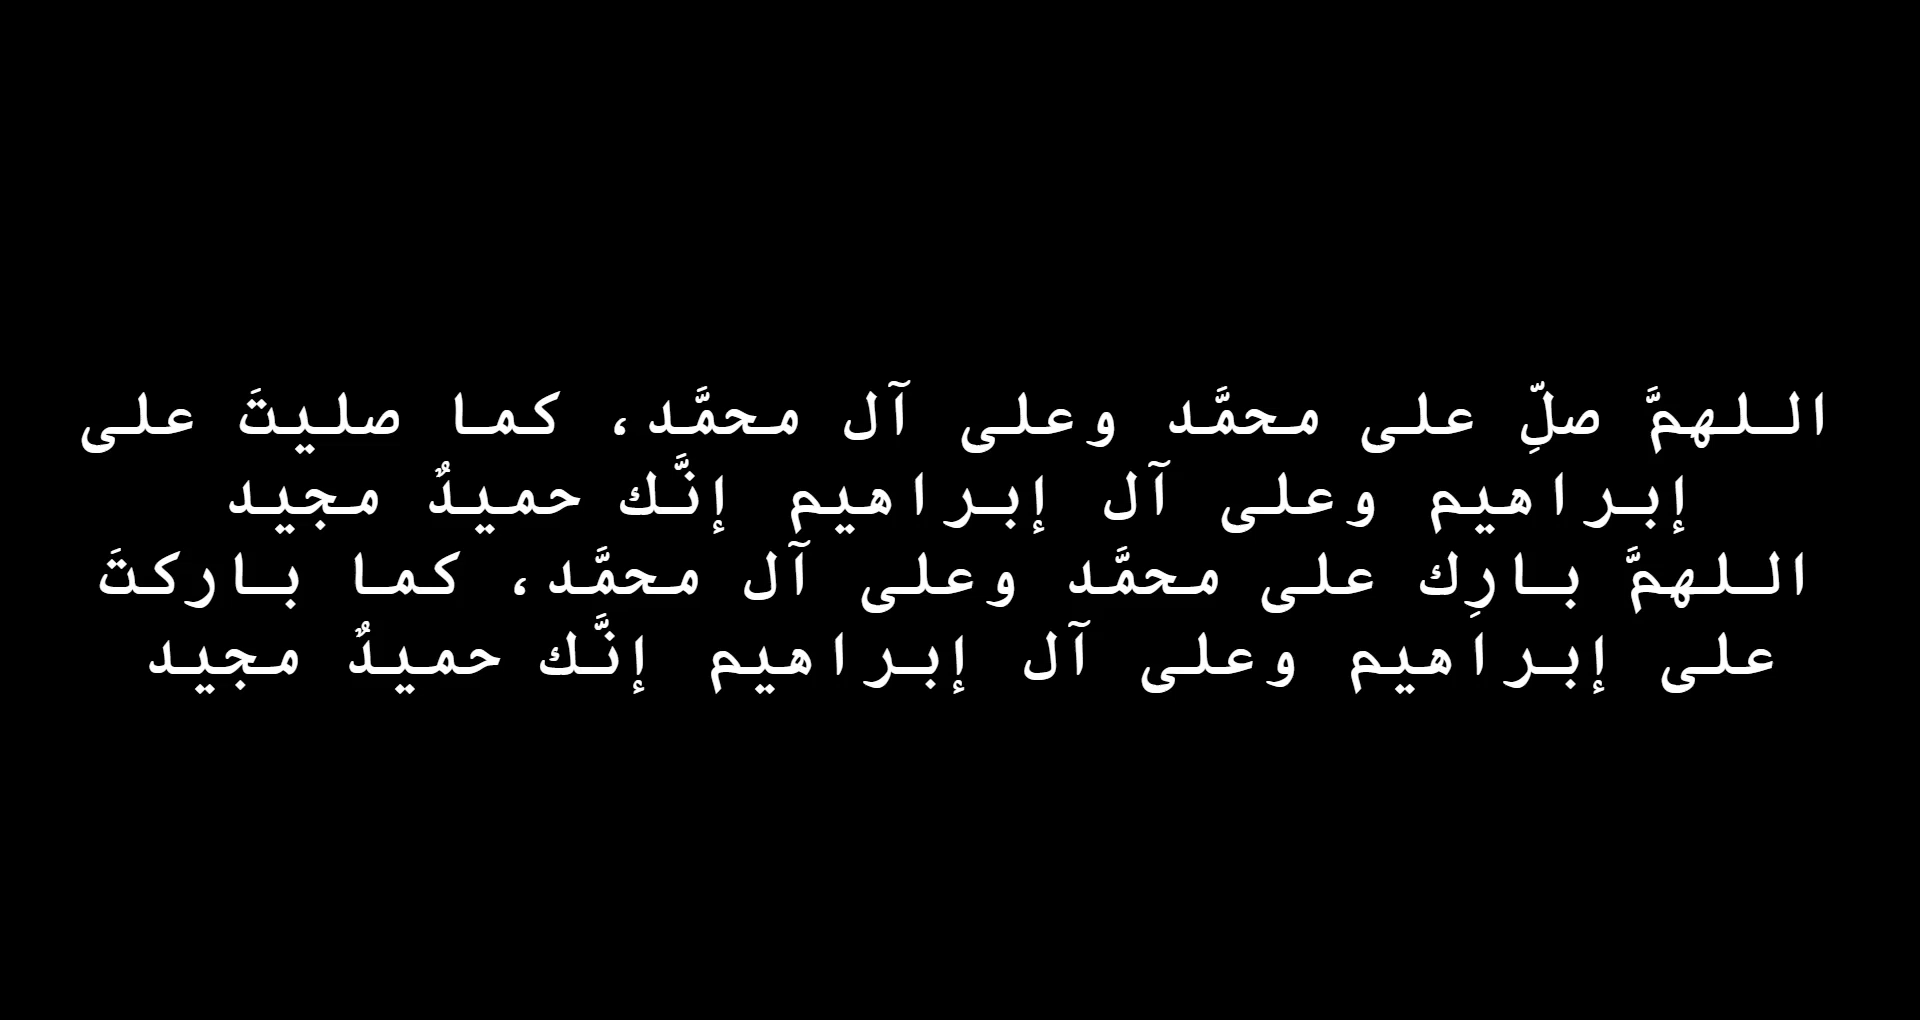 اللهمَّ صلِّ على محمَّد وعلى آل محمَّد، كما صليتَ على
إبراهيم وعلى آل إبراهيم إنَّك حميدٌ مجيد
اللهمَّ بارِك على محمَّد وعلى آل محمَّد، كما باركتَ
على إبراهيم وعلى آل إبراهيم إنَّك حميدٌ مجيد